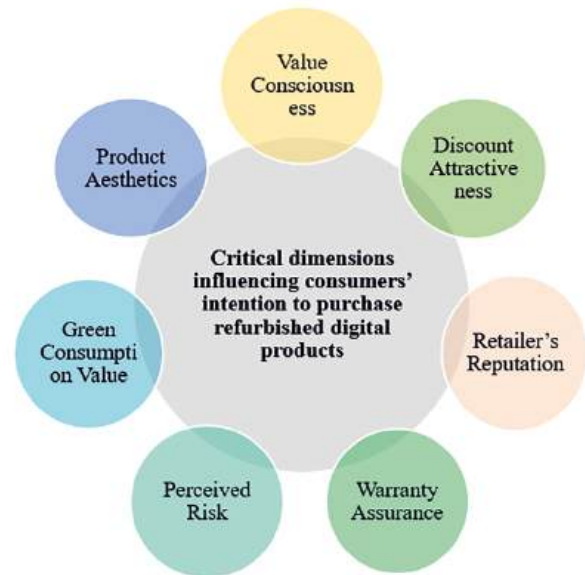 Value
Consciousn
ess
Discount
Attractive
ness
Retailer's
Reputation
Warranty
Assurance
Perceived
Risk
Green
Consumpti
on Value
Product
Aesthetics
Critical dimensions
influencing consumers'
intention to purchase
refurbished digital
products